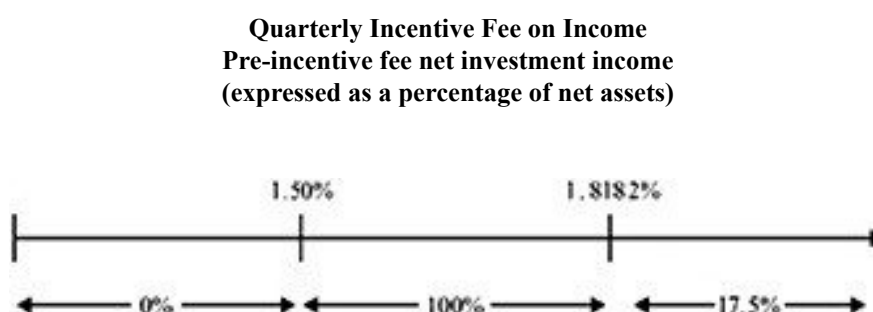 Quarterly Incentive Fee on Income
Pre-incentive fee net investment income
(expressed as a percentage of net assets)
1.50% 1.8182%
0% 100% 17.5%